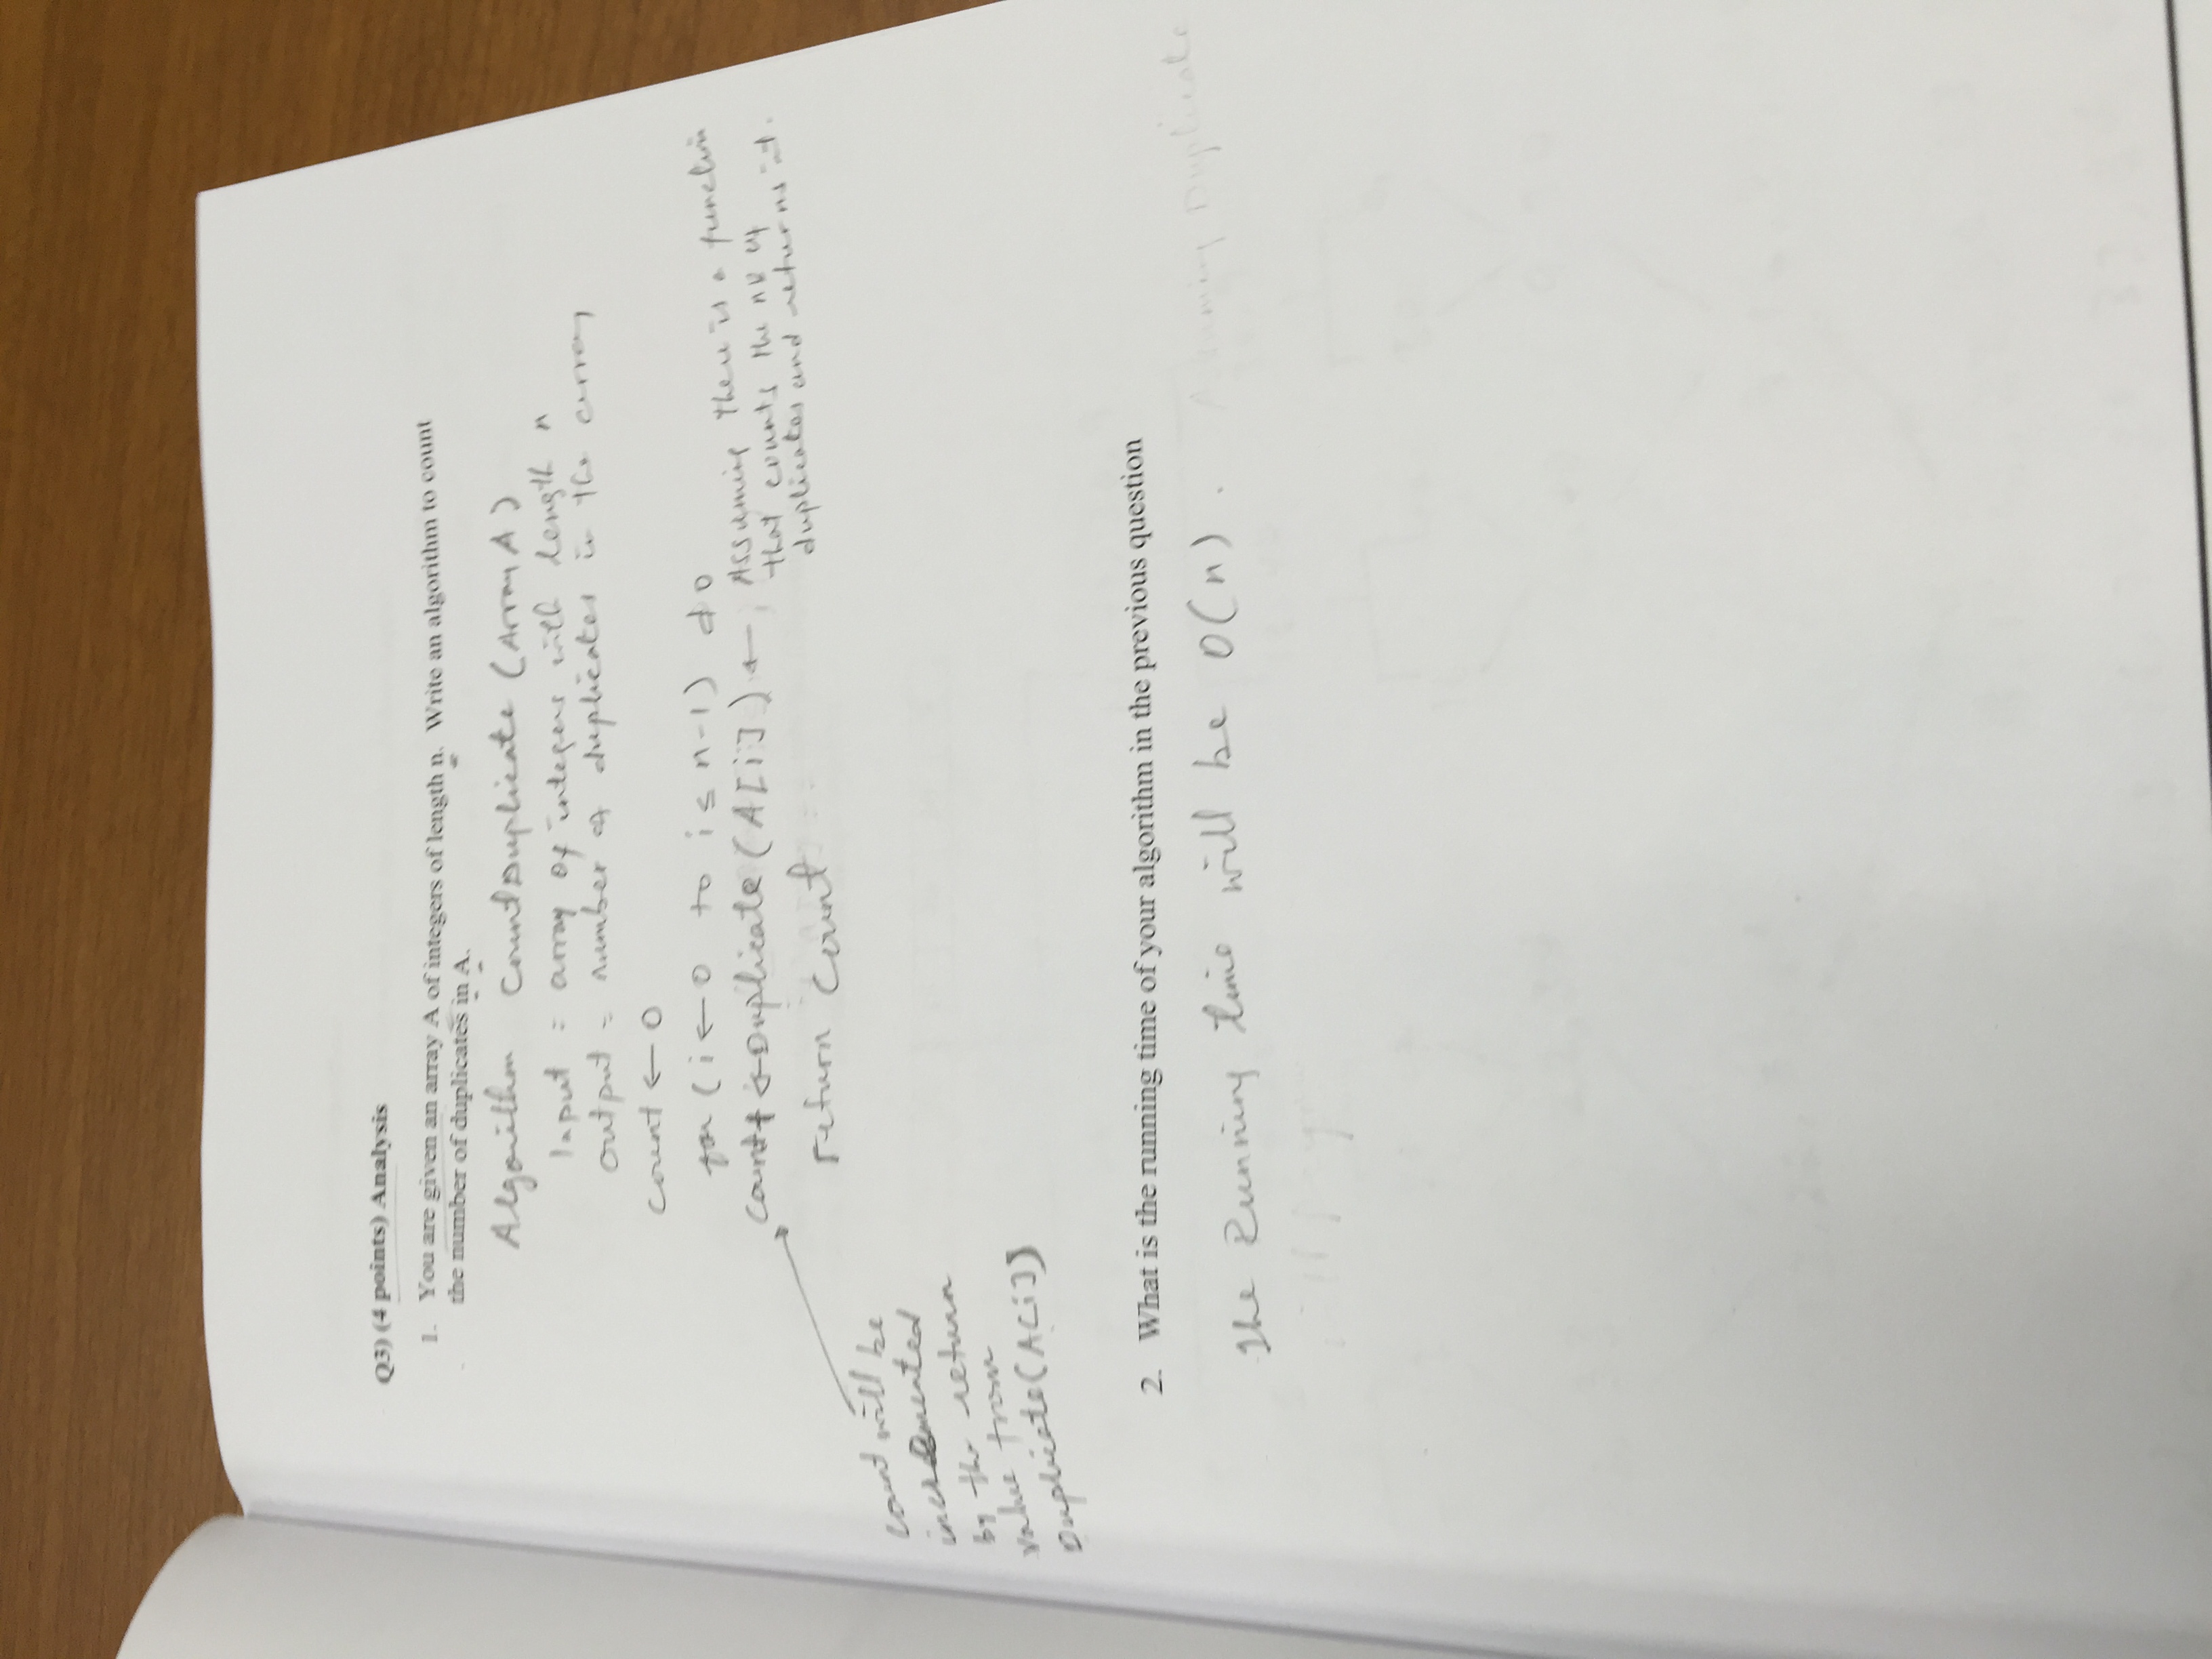 Q3) (4 points) Analysis
1. You are given an array A of integers of length n. Write an algorithm to count
the number of duplicates in A.
Algorithm CountDuplicate (Array A)
Input = array of integers with length n
output = number of duplicates in the array
count ← 0
for (i ← 0 to i ≤ n-1) do
Count+ ← Duplicate (A[i]) ← Assuming there is a function
that counts the nb of
duplicates and returns it.
return Count
count will be
incremented
by the return
value from
Duplicate(A[i])
2. What is the running time of your algorithm in the previous question
The Running time will be O(n). Assuming Duplicate
will